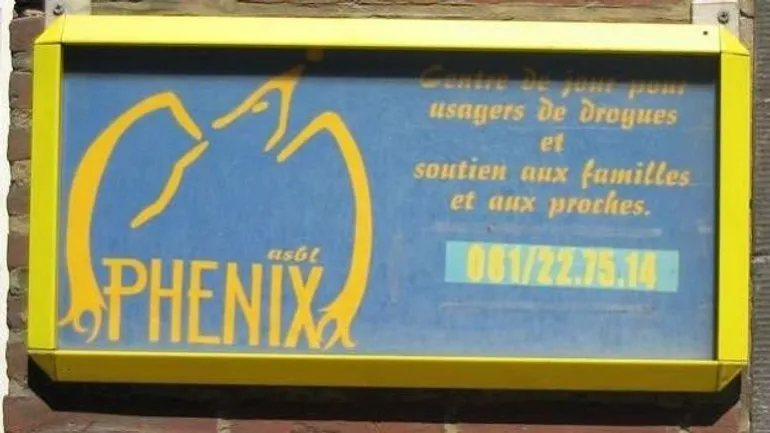 Centre de jour pour
usagers de drogues
et
soutien aux familles
et aux proches.
081/22.75.14
asbl
PHENIX